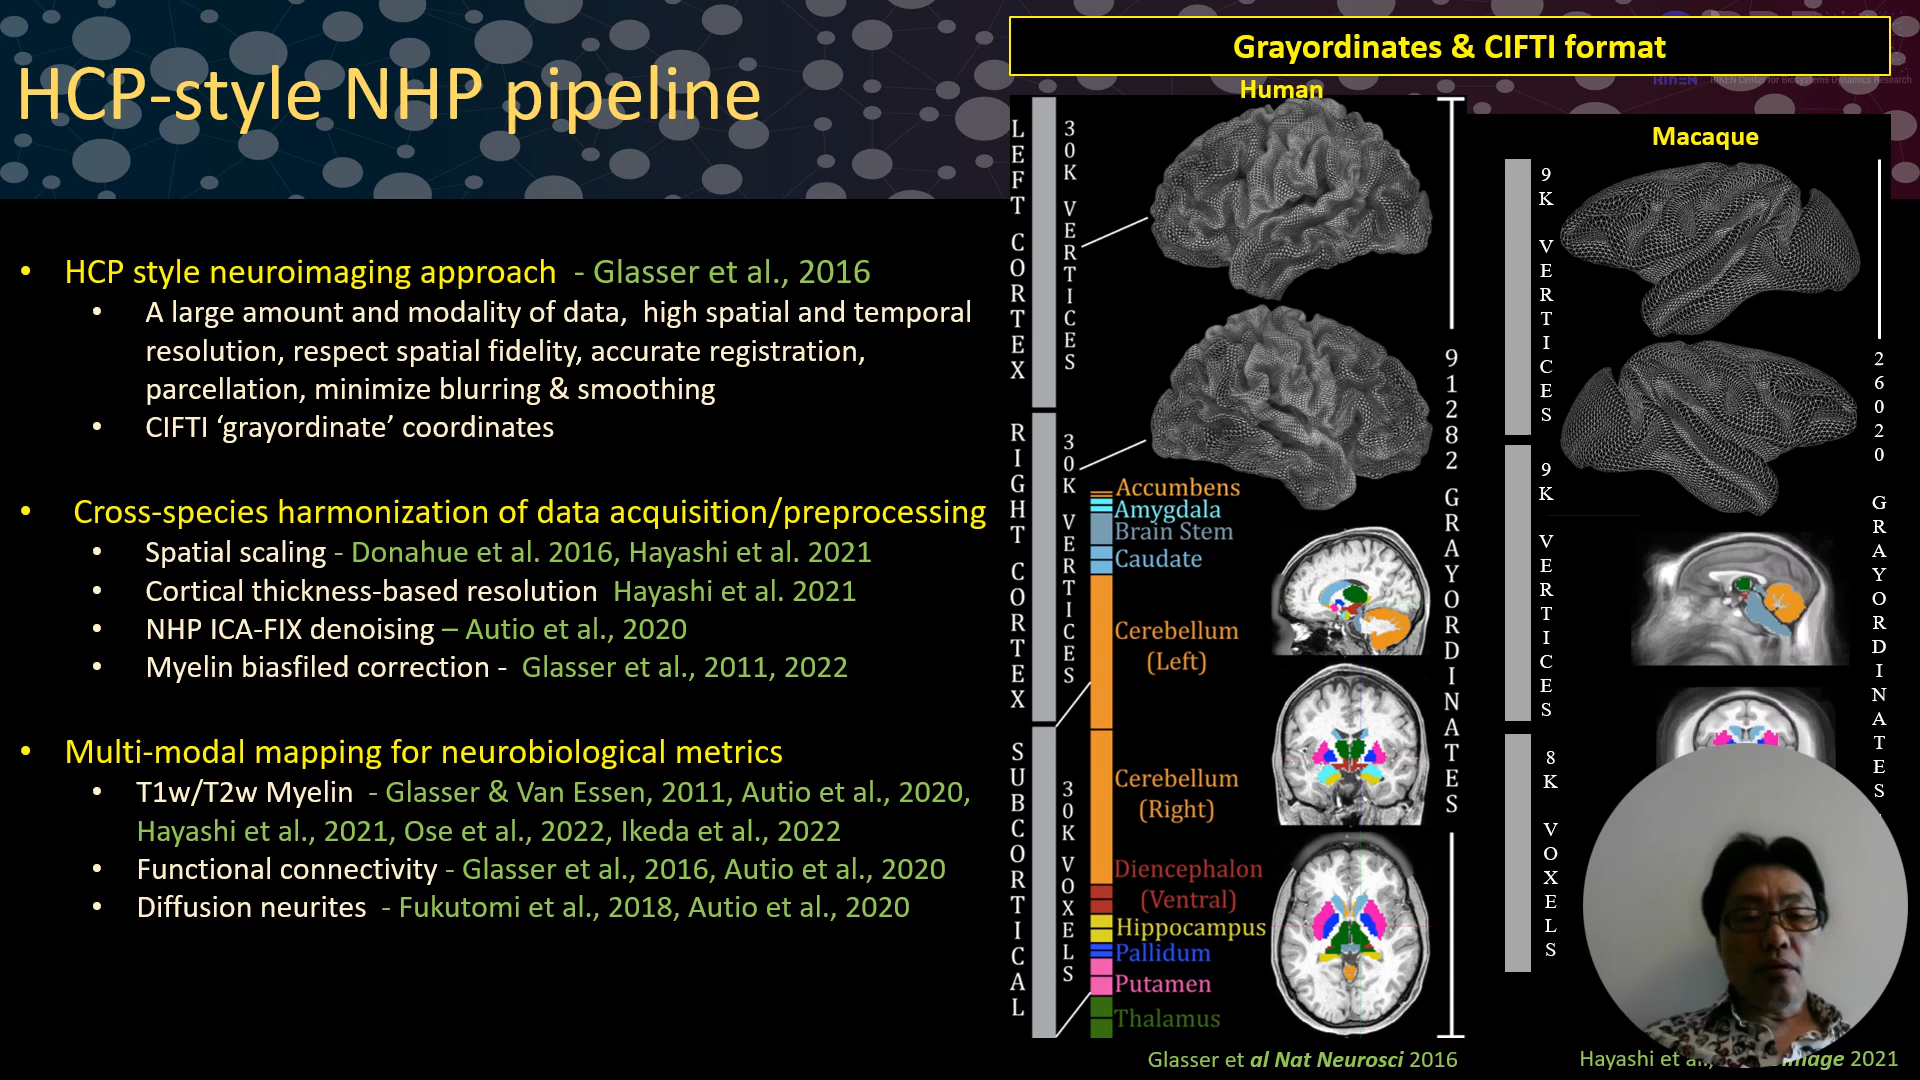 HCP-style NHP pipeline
• HCP style neuroimaging approach - Glasser et al., 2016
• A large amount and modality of data, high spatial and temporal
resolution, respect spatial fidelity, accurate registration,
parcellation, minimize blurring & smoothing
• CIFTI ‘grayordinate’ coordinates
• Cross-species harmonization of data acquisition/preprocessing
• Spatial scaling - Donahue et al. 2016, Hayashi et al. 2021
• Cortical thickness-based resolution Hayashi et al. 2021
• NHP ICA-FIX denoising – Autio et al., 2020
• Myelin biasfiled correction - Glasser et al., 2011, 2022
• Multi-modal mapping for neurobiological metrics
• T1w/T2w Myelin - Glasser & Van Essen, 2011, Autio et al., 2020,
Hayashi et al., 2021, Ose et al., 2022, Ikeda et al., 2022
• Functional connectivity - Glasser et al., 2016, Autio et al., 2020
• Diffusion neurites - Fukutomi et al., 2018, Autio et al., 2020
Grayordinates & CIFTI format
RIKEN Center for Biosystems Dynamics Research
Human
LEFT CORTEX
30K VERTICES
RIGHT CORTEX
30K VERTICES
SUBCORTICAL
30K VOXELS
Accumbens
Amygdala
Brain Stem
Caudate
Cerebellum
(Left)
Cerebellum
(Right)
Diencephalon
(Ventral)
Hippocampus
Pallidum
Putamen
Thalamus
91282 GRAYORDINATES
Glasser et al Nat Neurosci 2016
Macaque
9K VERTICES
9K VERTICES
8K VOXELS
26020 GRAYORDINATES
Hayashi et 2021